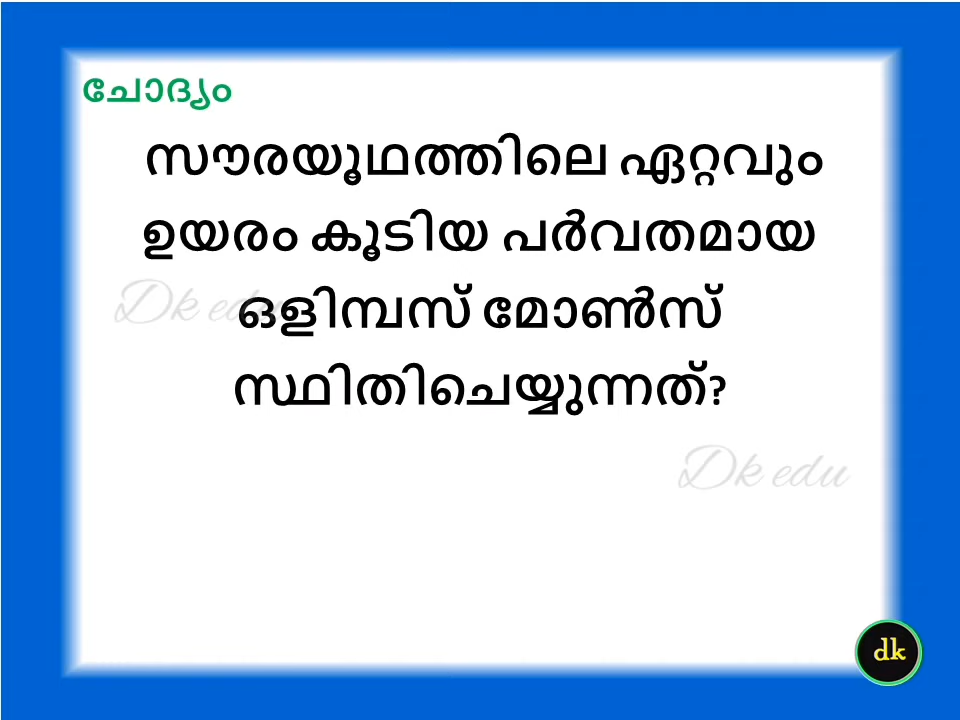 ചോദ്യം
സൗരയൂഥത്തിലെ ഏറ്റവും
ഉയരം കൂടിയ പർവതമായ
Dk edu
ഒളിമ്പസ് മോൺസ്
സ്ഥിതിചെയ്യുന്നത്?
Dk edu
dk